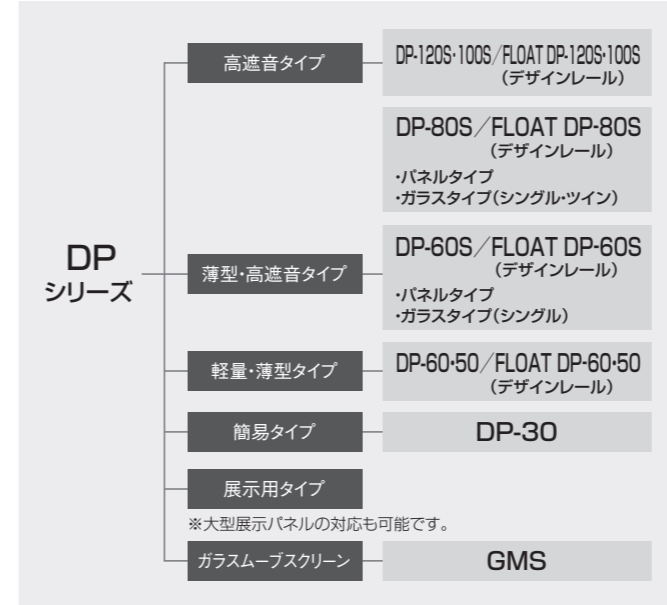 DP
シリーズ
高遮音タイプ
DP-120S・100S／FLOAT DP-120S・100S
（デザインレール）
DP-80S／FLOAT DP-80S
（デザインレール）
・パネルタイプ
・ガラスタイプ（シングル・ツイン）
薄型・高遮音タイプ
DP-60S／FLOAT DP-60S
（デザインレール）
・パネルタイプ
・ガラスタイプ（シングル）
軽量・薄型タイプ
DP-60・50／FLOAT DP-60・50
（デザインレール）
簡易タイプ
DP-30
展示用タイプ
※大型展示パネルの対応も可能です。
ガラスムーブスクリーン
GMS